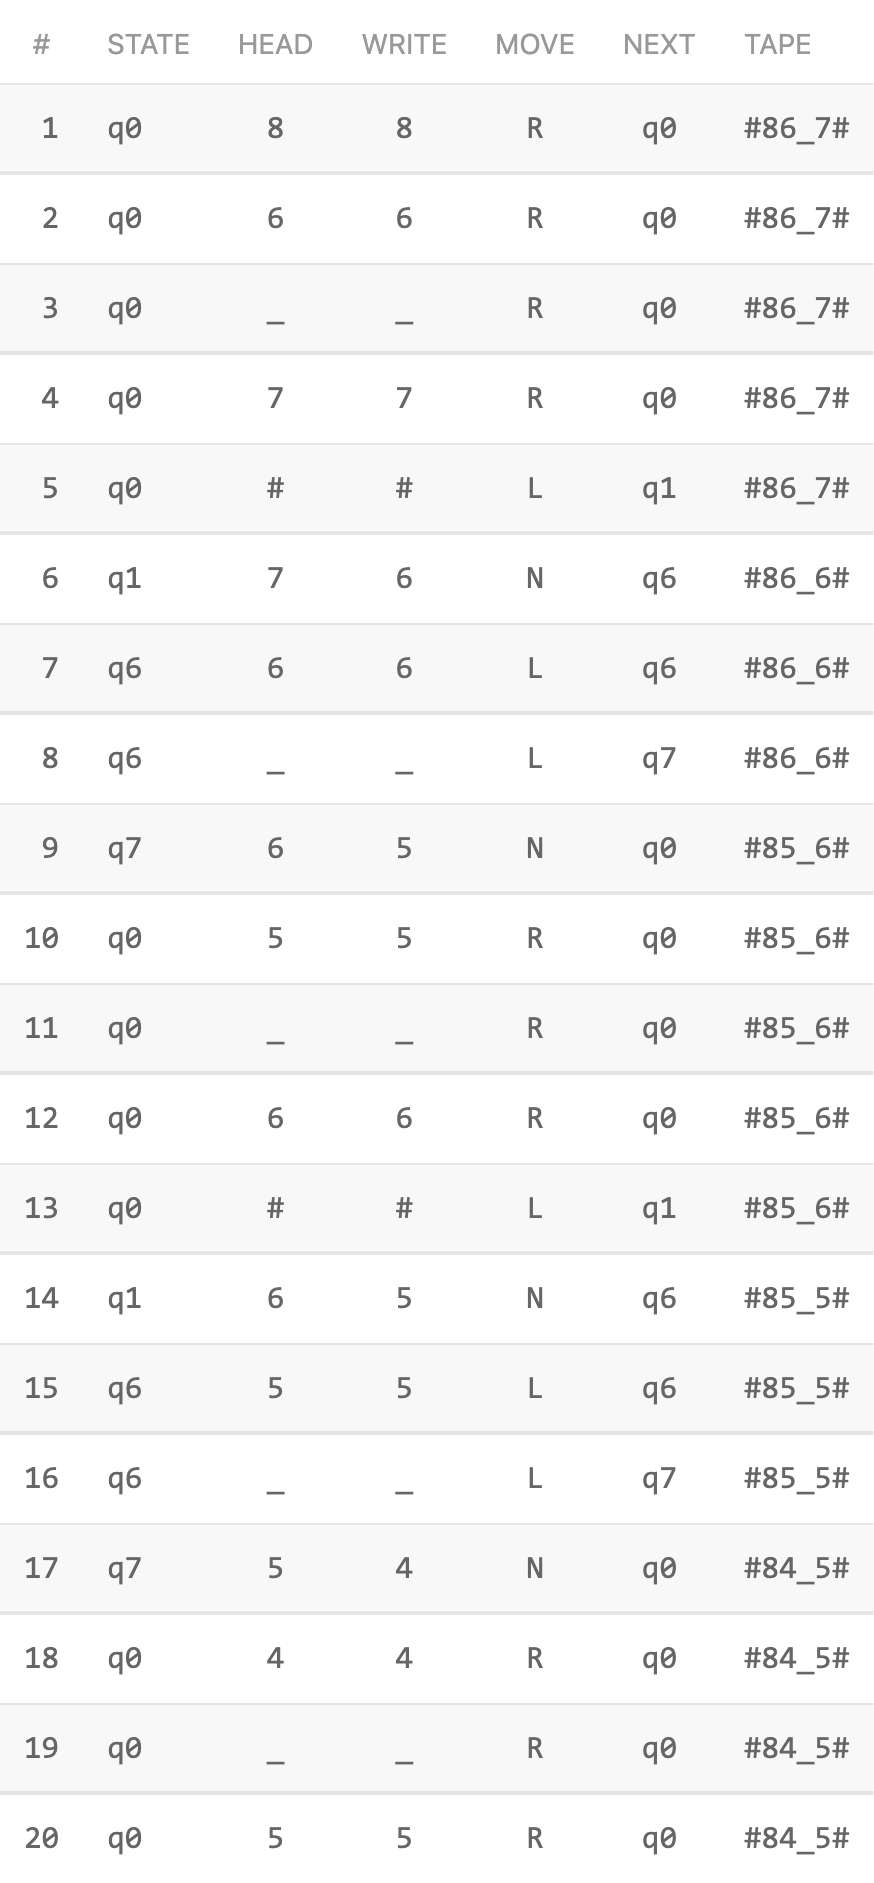 # STATE HEAD WRITE MOVE NEXT TAPE
1 q0 8 8 R q0 #86_7#
2 q0 6 6 R q0 #86_7#
3 q0 _ _ R q0 #86_7#
4 q0 7 7 R q0 #86_7#
5 q0 # # L q1 #86_7#
6 q1 7 6 N q6 #86_6#
7 q6 6 6 L q6 #86_6#
8 q6 _ _ L q7 #86_6#
9 q7 6 5 N q0 #85_6#
10 q0 5 5 R q0 #85_6#
11 q0 _ _ R q0 #85_6#
12 q0 6 6 R q0 #85_6#
13 q0 # # L q1 #85_6#
14 q1 6 5 N q6 #85_5#
15 q6 5 5 L q6 #85_5#
16 q6 _ _ L q7 #85_5#
17 q7 5 4 N q0 #84_5#
18 q0 4 4 R q0 #84_5#
19 q0 _ _ R q0 #84_5#
20 q0 5 5 R q0 #84_5#